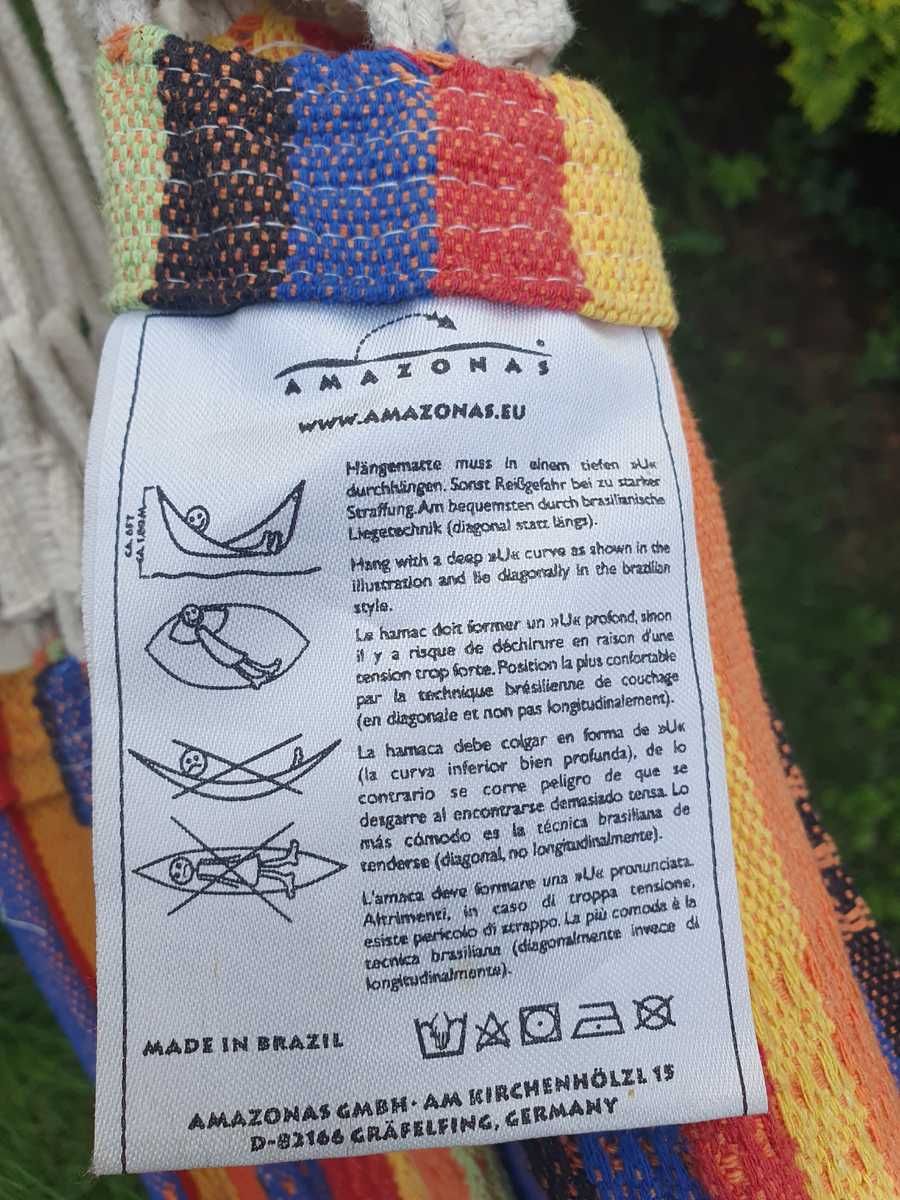 AMAZONAS
www.AMAZONAS.EU
Hängematte muss in einem tiefen »U«
durchhängen. Sonst Reißgefahr bei zu starker
Straffung. Am bequemsten durch brasilianische
Liegetechnik (diagonal statt längs).
CA. 6FT
CA. 1,80M
Hang with a deep »U« curve as shown in the
illustration and lie diagonally in the brazilian
style.
Le hamac doit former un »U« profond, sinon
il y a risque de déchirure en raison d'une
tension trop forte. Position la plus confortable
par la technique brésilienne de couchage
(en diagonale et non pas longitudinalement).
La hamaca debe colgar en forma de »U«
(la curva inferior bien profunda), de lo
contrario se corre peligro de que se
desgarre al encontrarse demasiado tensa. Lo
más cómodo es la técnica brasiliana de
tenderse (diagonal, no longitudinalmente).
L'amaca deve formare una »U« pronunciata.
Altrimenti, in caso di troppa tensione,
esiste pericolo di strappo. La più comoda è la
tecnica brasiliana (diagonalmente invece di
longitudinalmente).
MADE IN BRAZIL
AMAZONAS GMBH · AM KIRCHENHÖLZL 15
D-82166 GRÄFELFING, GERMANY